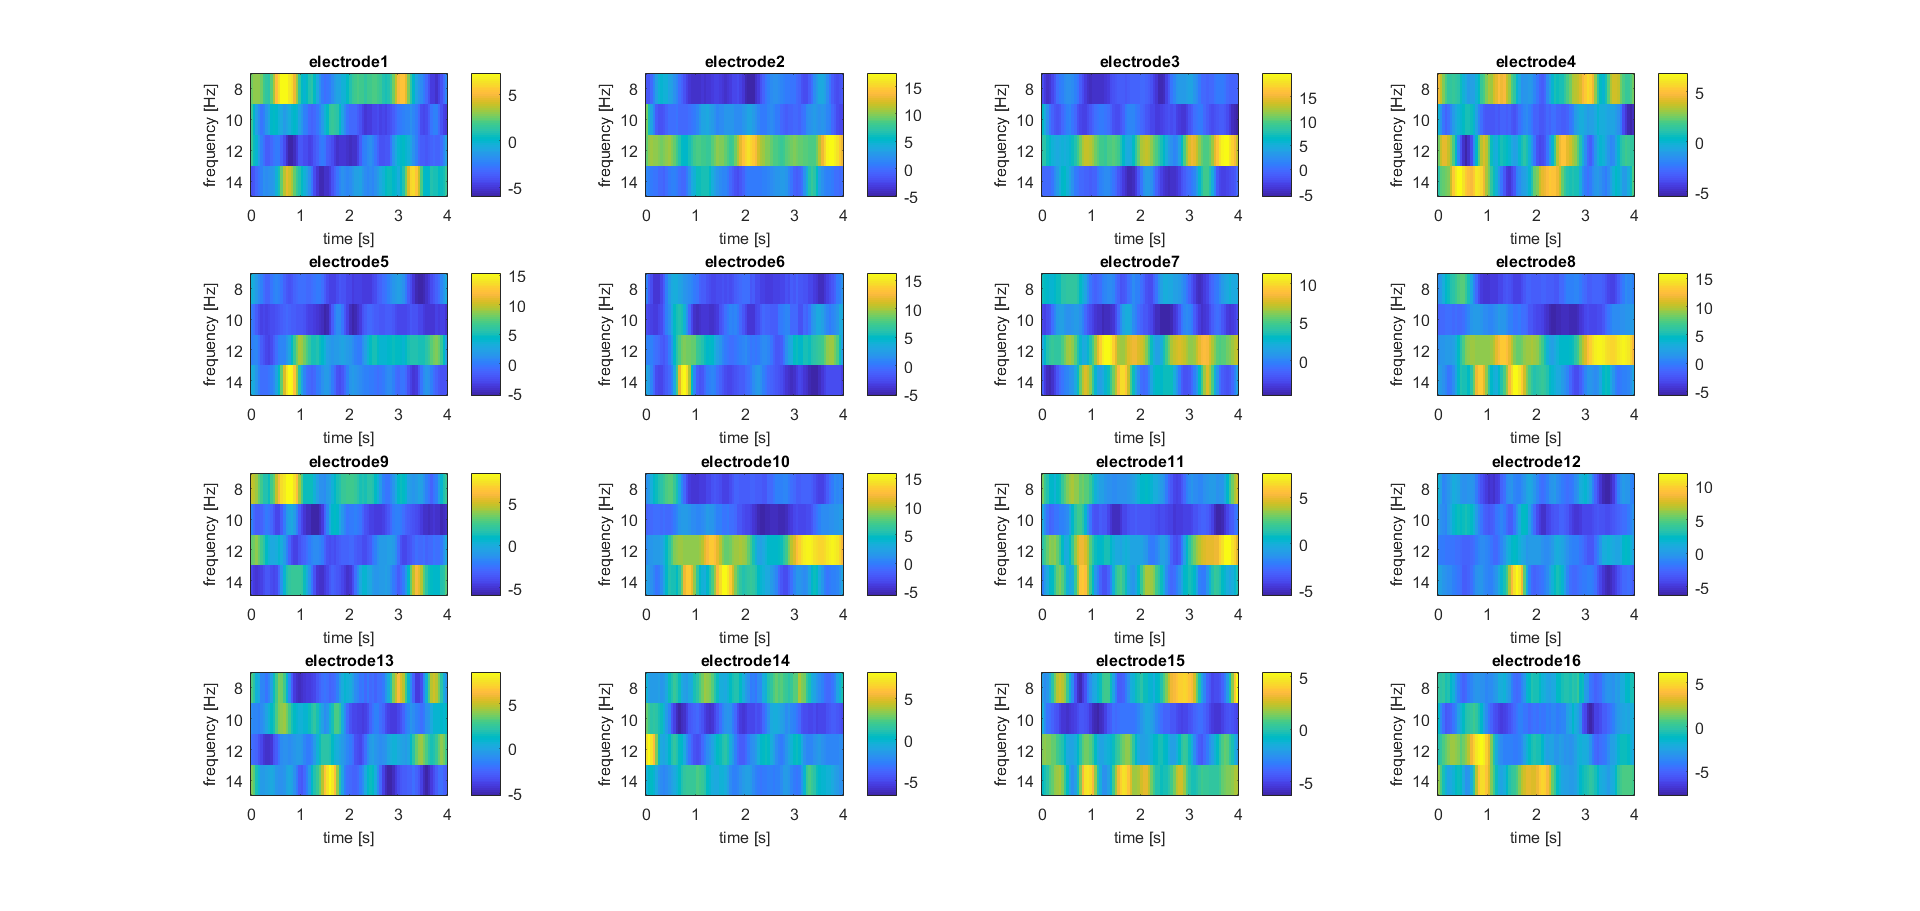 electrode1 electrode2 electrode3 electrode4
frequency [Hz] 8 10 12 14 0 1 2 3 4 time [s] 5 0 -5
frequency [Hz] 8 10 12 14 0 1 2 3 4 time [s] 15 10 5 0 -5
frequency [Hz] 8 10 12 14 0 1 2 3 4 time [s] 15 10 5 0 -5
frequency [Hz] 8 10 12 14 0 1 2 3 4 time [s] 5 0 -5
electrode5 electrode6 electrode7 electrode8
frequency [Hz] 8 10 12 14 0 1 2 3 4 time [s] 15 10 5 0 -5
frequency [Hz] 8 10 12 14 0 1 2 3 4 time [s] 15 10 5 0 -5
frequency [Hz] 8 10 12 14 0 1 2 3 4 time [s] 10 5 0
frequency [Hz] 8 10 12 14 0 1 2 3 4 time [s] 15 10 5 0 -5
electrode9 electrode10 electrode11 electrode12
frequency [Hz] 8 10 12 14 0 1 2 3 4 time [s] 5 0 -5
frequency [Hz] 8 10 12 14 0 1 2 3 4 time [s] 15 10 5 0 -5
frequency [Hz] 8 10 12 14 0 1 2 3 4 time [s] 5 0 -5
frequency [Hz] 8 10 12 14 0 1 2 3 4 time [s] 10 5 0 -5
electrode13 electrode14 electrode15 electrode16
frequency [Hz] 8 10 12 14 0 1 2 3 4 time [s] 5 0 -5
frequency [Hz] 8 10 12 14 0 1 2 3 4 time [s] 5 0 -5
frequency [Hz] 8 10 12 14 0 1 2 3 4 time [s] 5 0 -5
frequency [Hz] 8 10 12 14 0 1 2 3 4 time [s] 5 0 -5